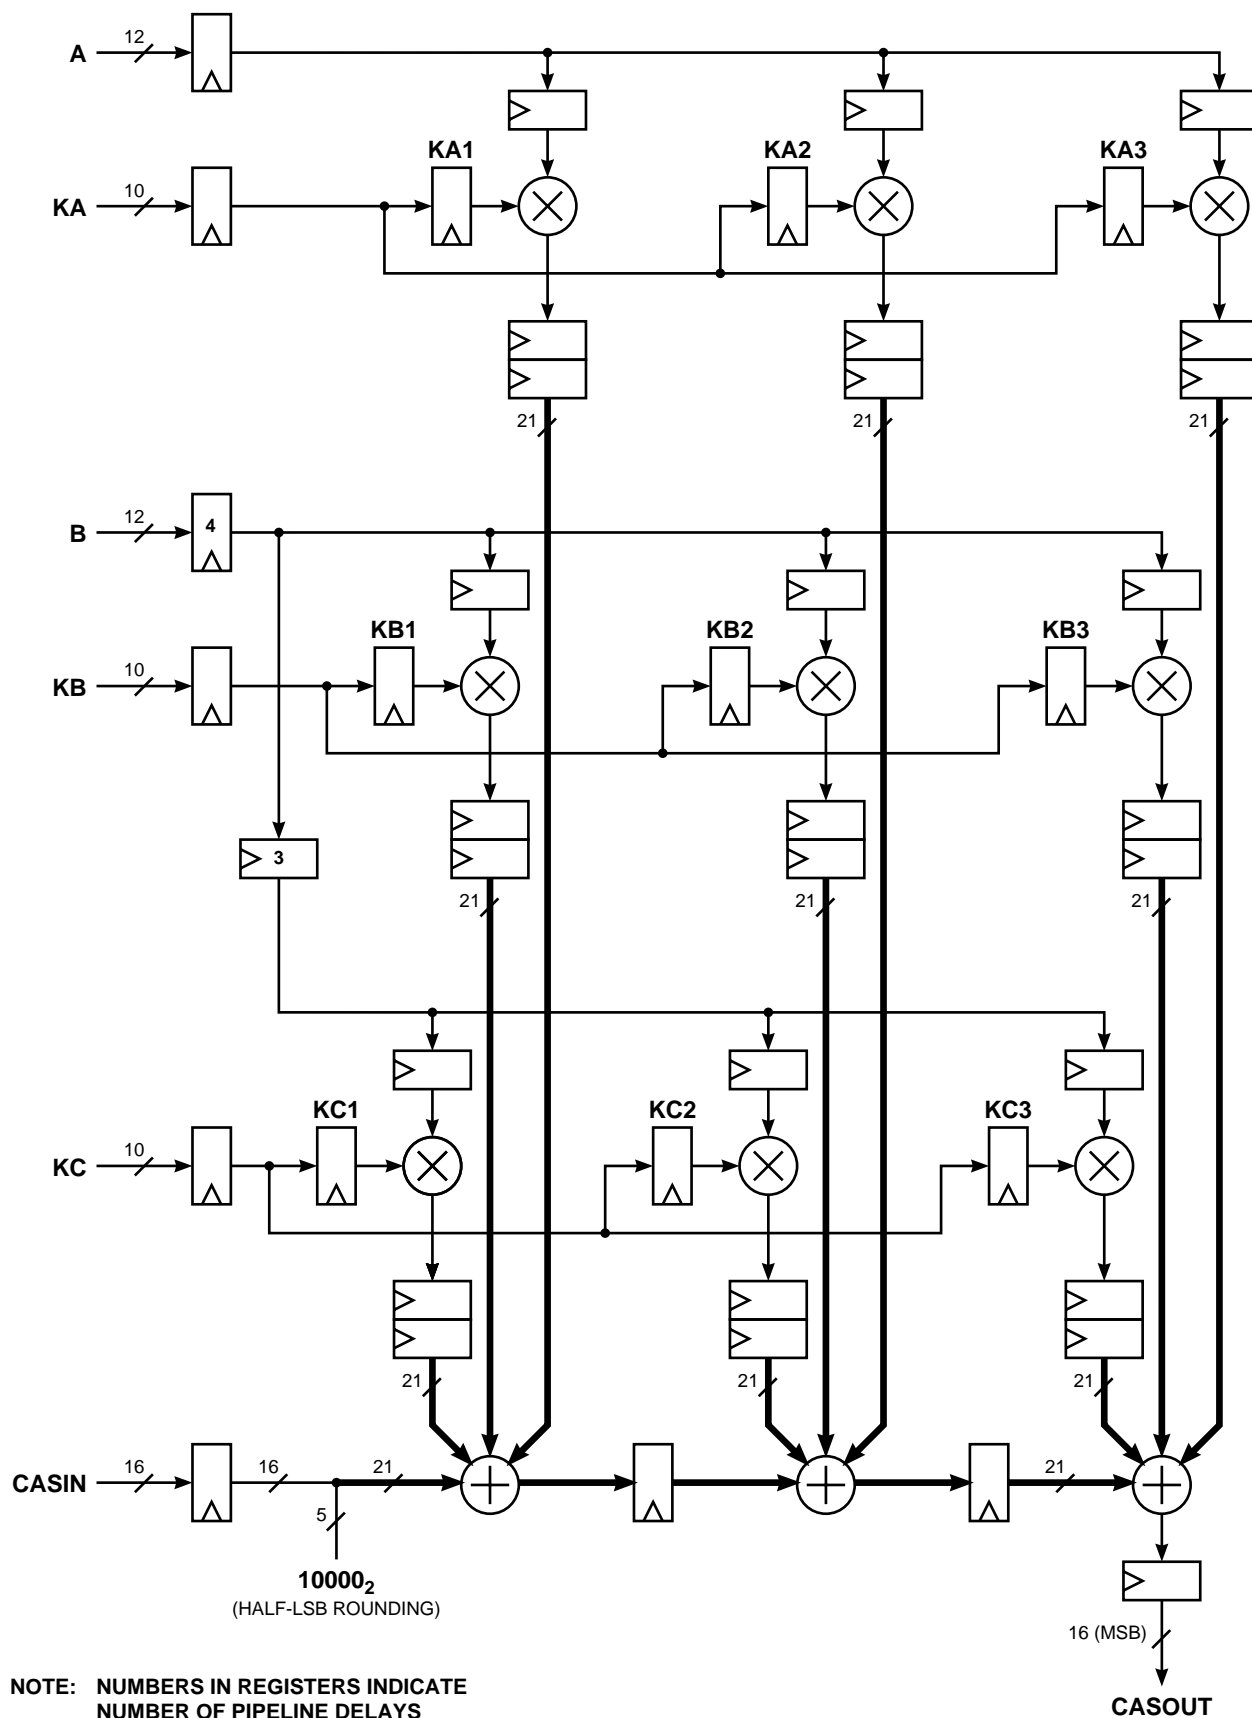 A
12
KA1
KA2
KA3
KA
10
21
21
21
B
12
4
KB1
KB2
KB3
KB
10
3
21
21
21
KC1
KC2
KC3
KC
10
21
21
21
CASIN
16
16
21
21
5
10000₂
(HALF-LSB ROUNDING)
16 (MSB)
CASOUT
NOTE: NUMBERS IN REGISTERS INDICATE
NUMBER OF PIPELINE DELAYS